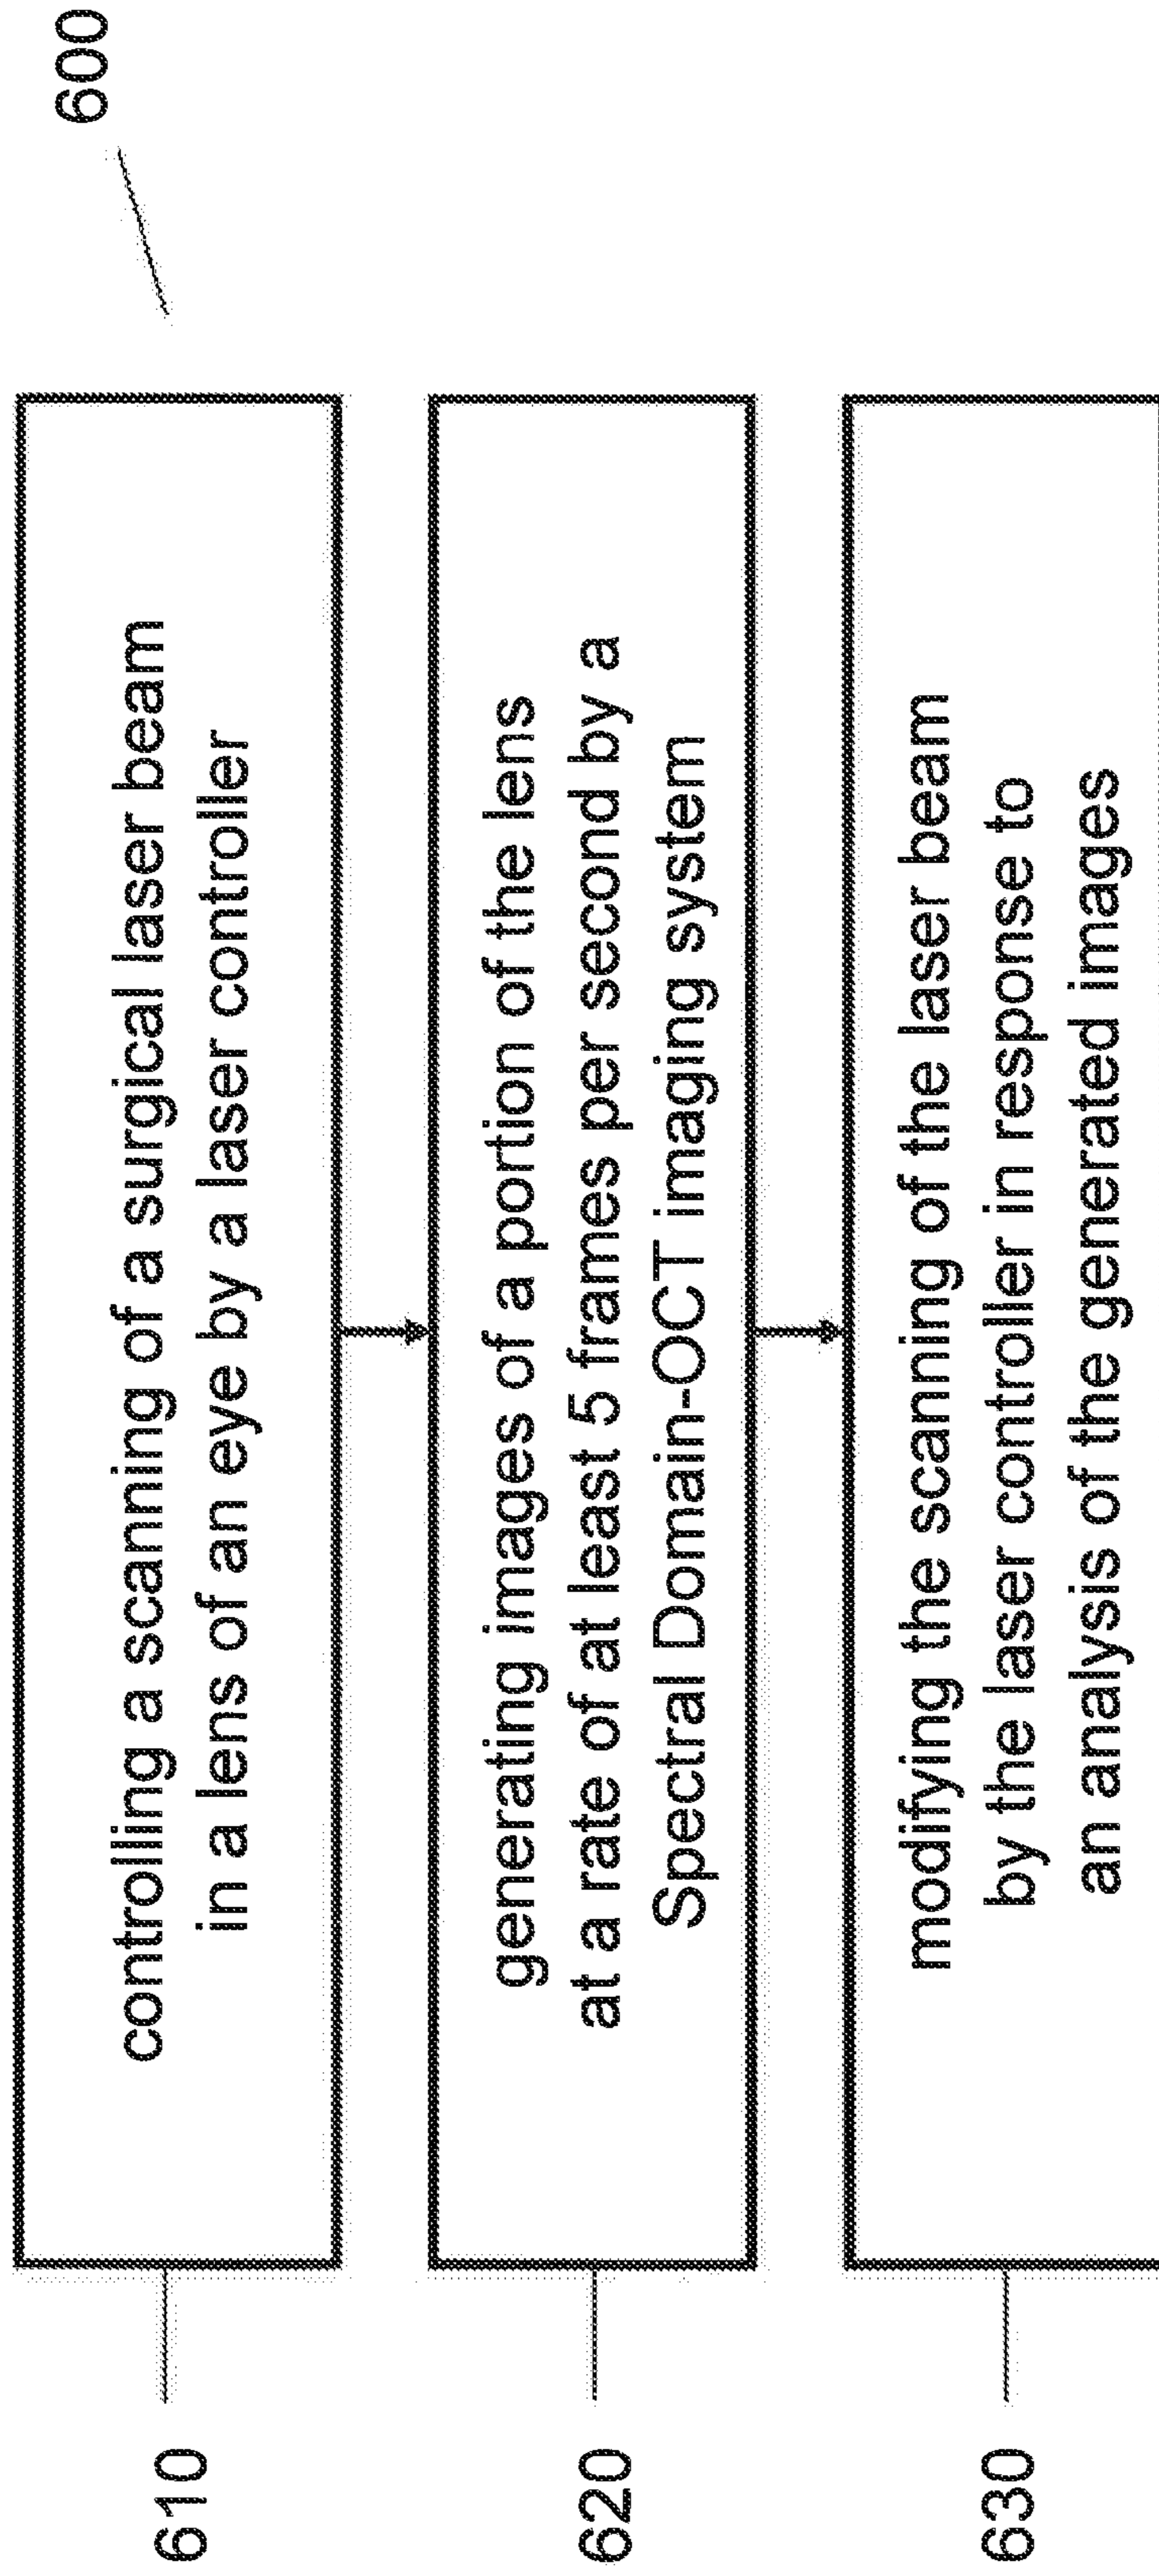 600
610
controlling a scanning of a surgical laser beam
in a lens of an eye by a laser controller
620
generating images of a portion of the lens
at a rate of at least 5 frames per second by a
Spectral Domain-OCT imaging system
630
modifying the scanning of the laser beam
by the laser controller in response to
an analysis of the generated images